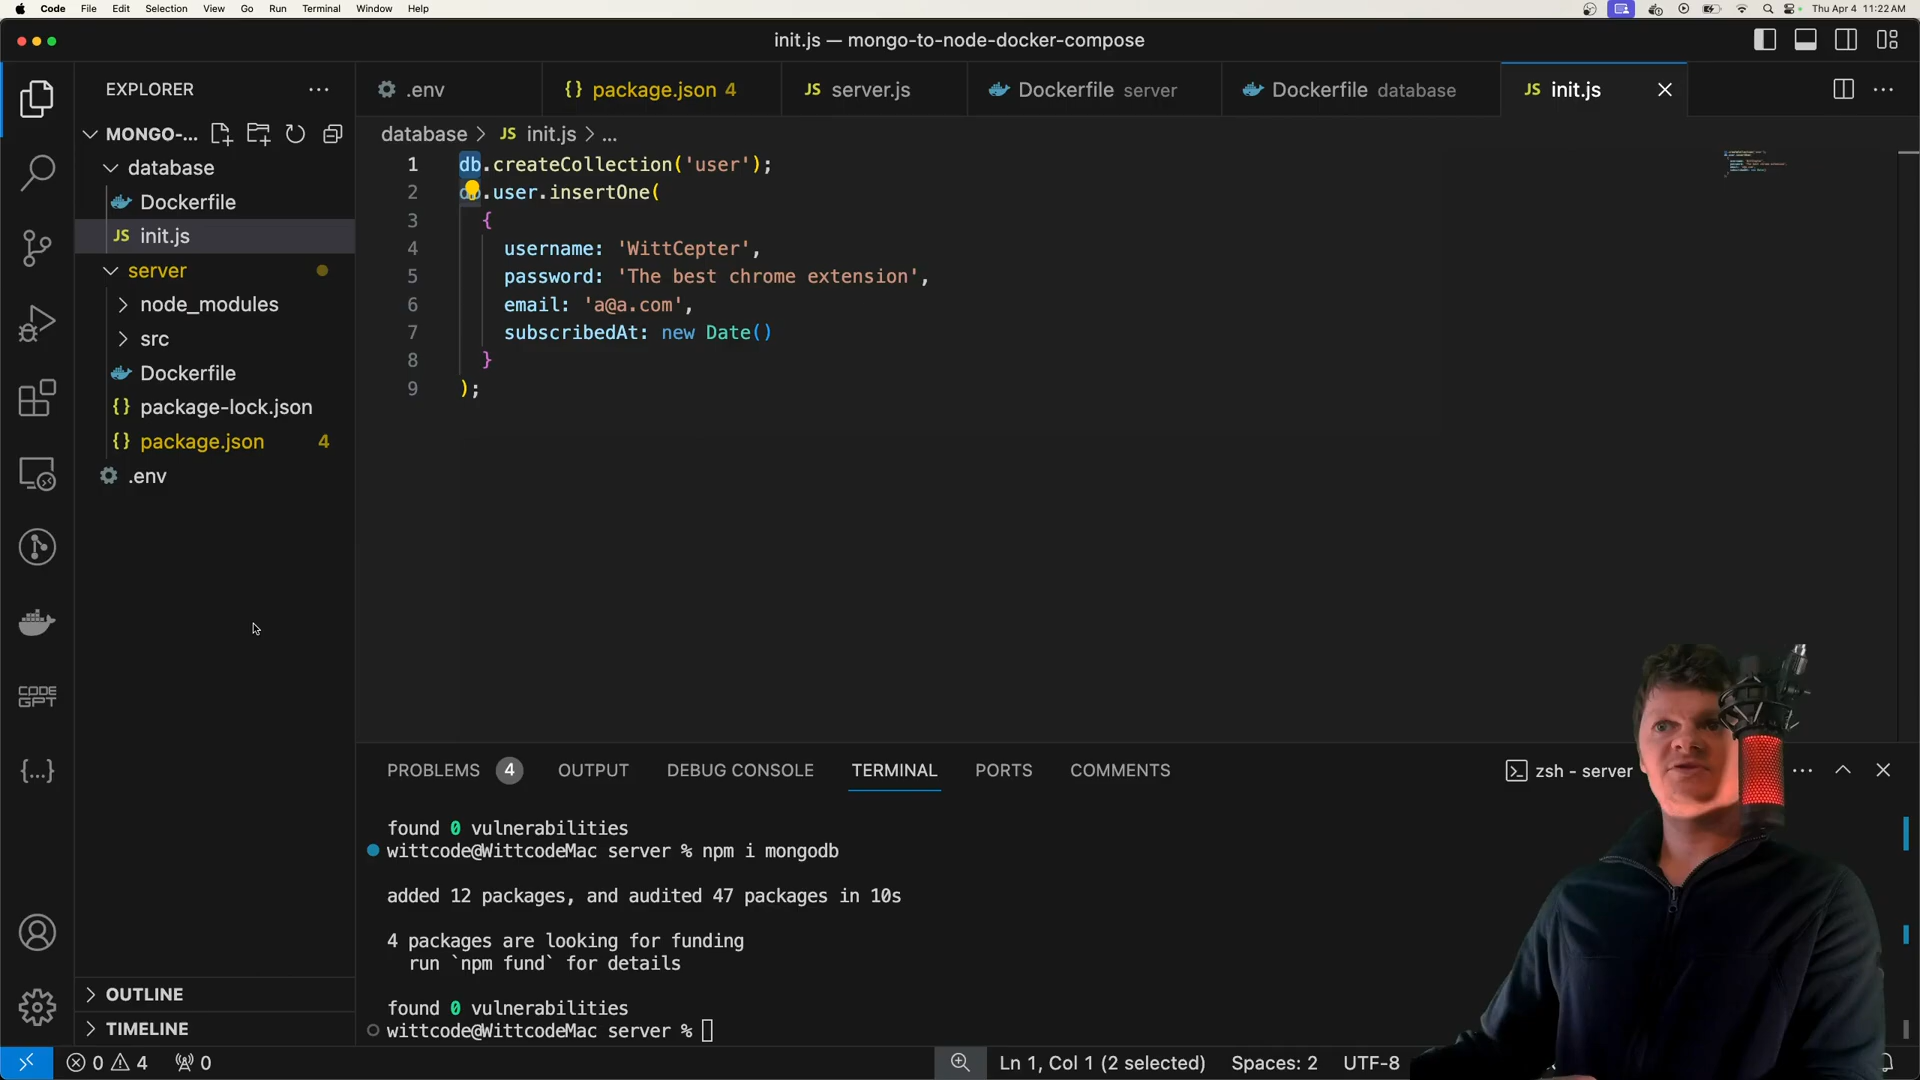 Code File Edit Selection View Go Run Terminal Window Help Thu Apr 4 11:22 AM
init.js — mongo-to-node-docker-compose
EXPLORER
.env package.json 4 server.js Dockerfile server Dockerfile database init.js
MONGO-...
database > init.js > ...
database
Dockerfile
init.js
server
node_modules
src
Dockerfile
package-lock.json
package.json 4
.env
1 db.createCollection('user');
2 db.user.insertOne(
3 {
4 username: 'WittCepter',
5 password: 'The best chrome extension',
6 email: 'a@a.com',
7 subscribedAt: new Date()
8 }
9 );
CODE GPT
PROBLEMS 4 OUTPUT DEBUG CONSOLE TERMINAL PORTS COMMENTS zsh - server
found 0 vulnerabilities
wittcode@WittcodeMac server % npm i mongodb
added 12 packages, and audited 47 packages in 10s
4 packages are looking for funding
run `npm fund` for details
found 0 vulnerabilities
wittcode@WittcodeMac server %
OUTLINE
TIMELINE
0 4 0 Ln 1, Col 1 (2 selected) Spaces: 2 UTF-8